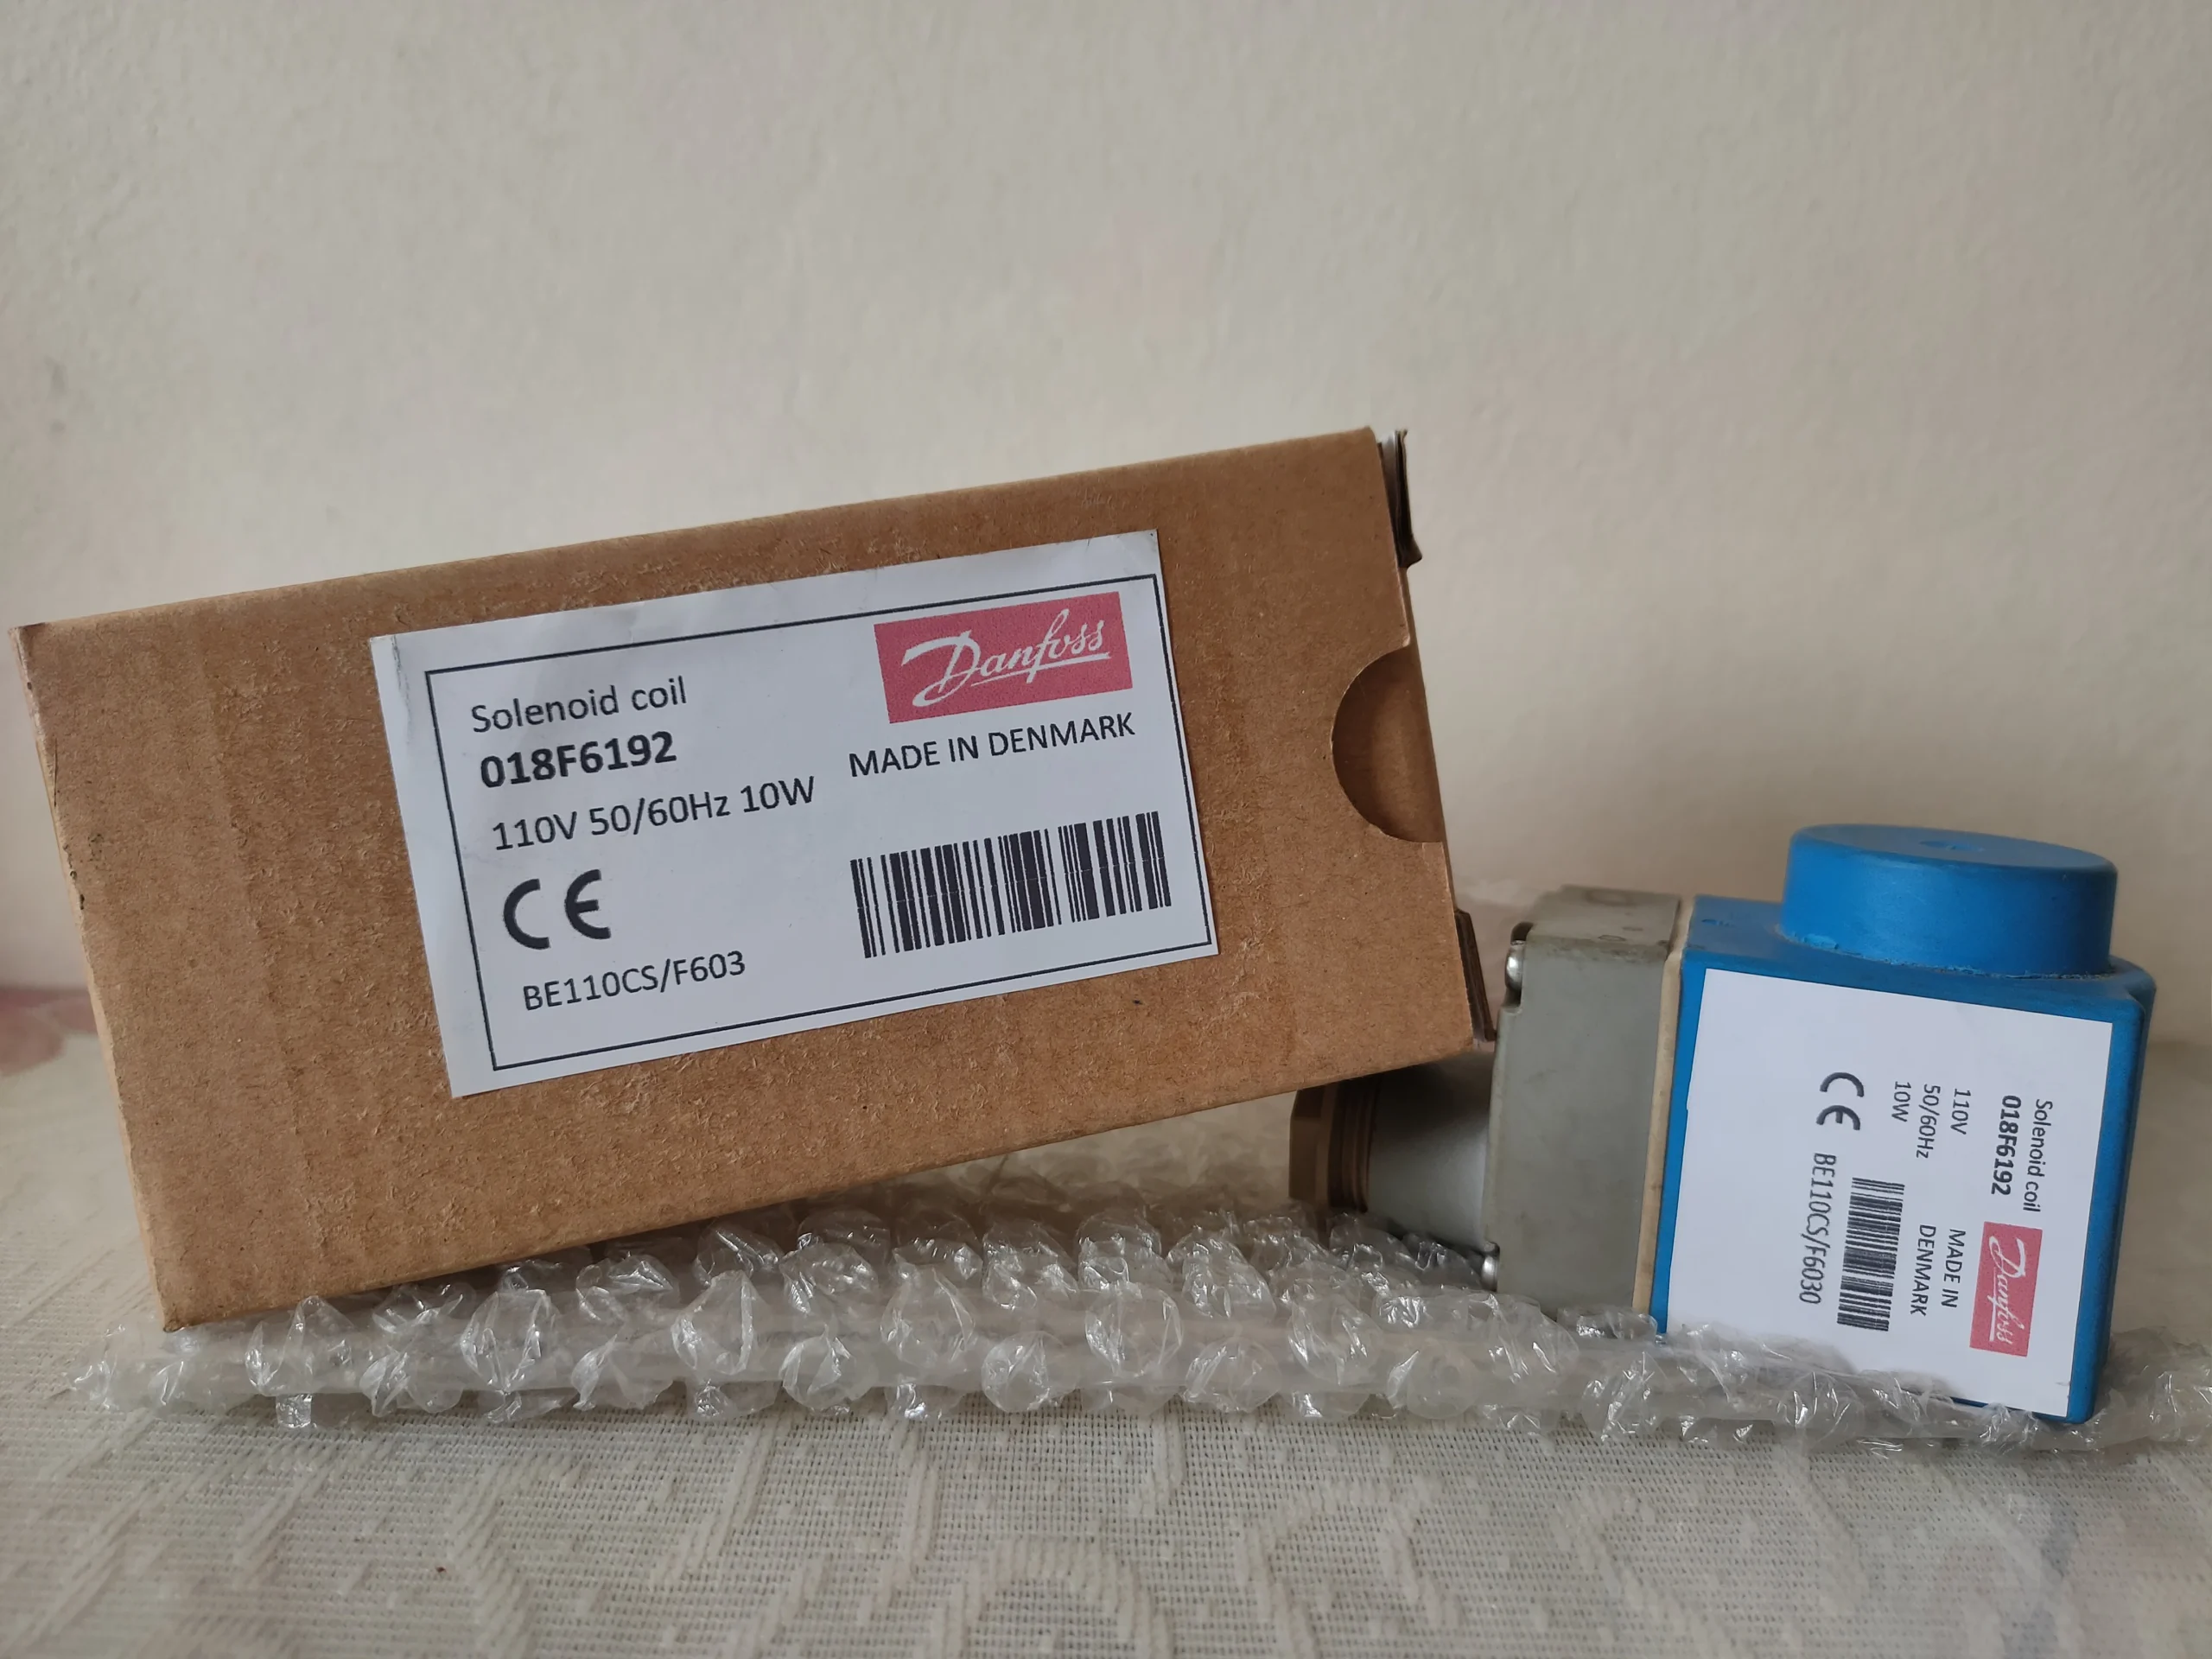 Solenoid coil
018F6192
110V 50/60Hz 10W
CE
BE110CS/F603
Danfoss
MADE IN DENMARK
Solenoid coil
018F6192
110V
50/60Hz
10W
CE
BE110CS/F6030
Danfoss
MADE IN
DENMARK